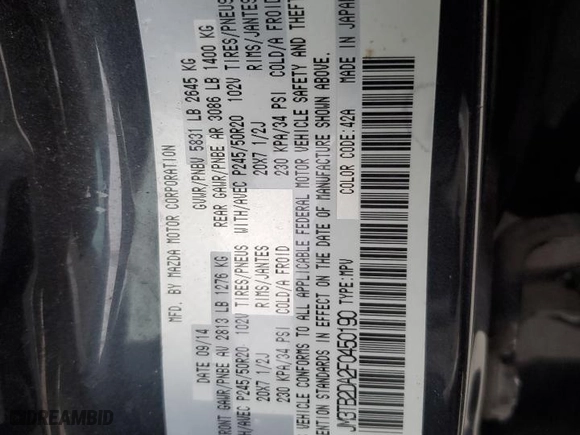 MFD. BY MAZDA MOTOR CORPORATION
DATE 09/14 GVWR/PNBV 5831 LB 2645 KG
FRONT GAWR/PNBE AV 2813 LB 1276 KG REAR GAWR/PNBE AR 3086 LB 1400 KG
WITH/AVEC P245/50R20 102V TIRES/PNEUS WITH/AVEC P245/50R20 102V TIRES/PNEUS
20X7 1/2J RIMS/JANTES 20X7 1/2J RIMS/JANTES
230 KPA/34 PSI COLD/A FROID 230 KPA/34 PSI COLD/A FROID
VEHICLE CONFORMS TO ALL APPLICABLE FEDERAL MOTOR VEHICLE SAFETY AND THEFT
PREVENTION STANDARDS IN EFFECT ON THE DATE OF MANUFACTURE SHOWN ABOVE.
JM3TB2DA2F0450190 TYPE:MPV COLOR CODE:42A MADE IN JAPAN
© IDREAMBID